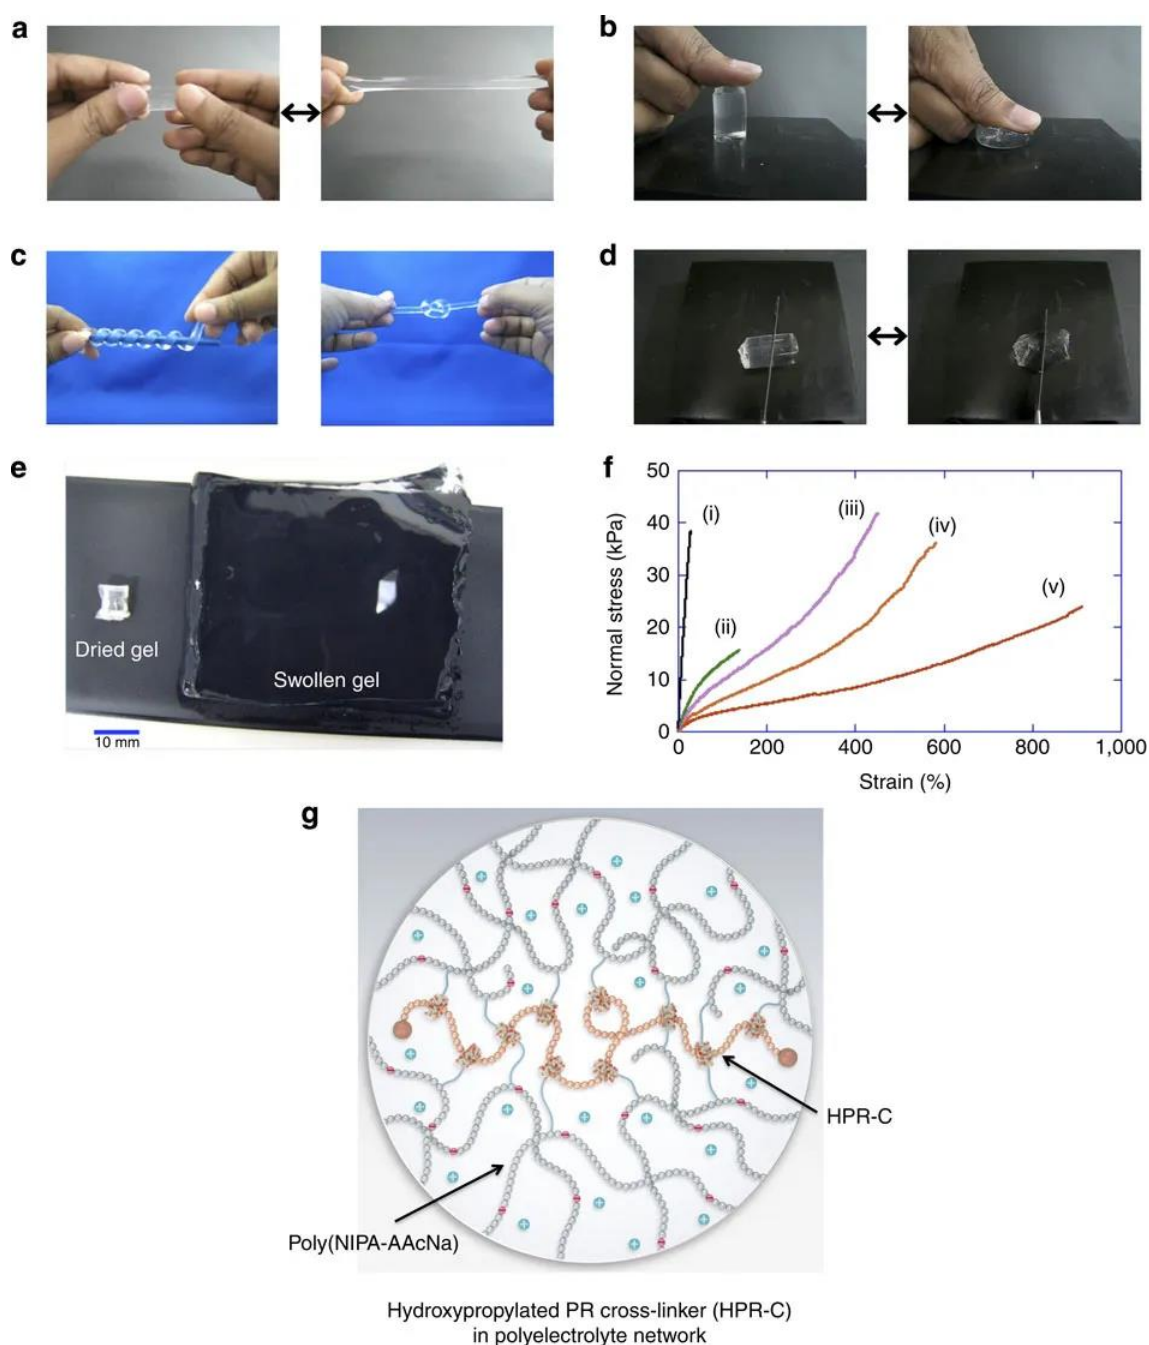 a
b
c
d
e
Dried gel
Swollen gel
10 mm
f
50
40
30
20
10
0
Normal stress (kPa)
(i)
(ii)
(iii)
(iv)
(v)
0
200
400
600
800
1,000
Strain (%)
g
HPR-C
Poly(NIPA-AAcNa)
Hydroxypropylated PR cross-linker (HPR-C)
in polyelectrolyte network